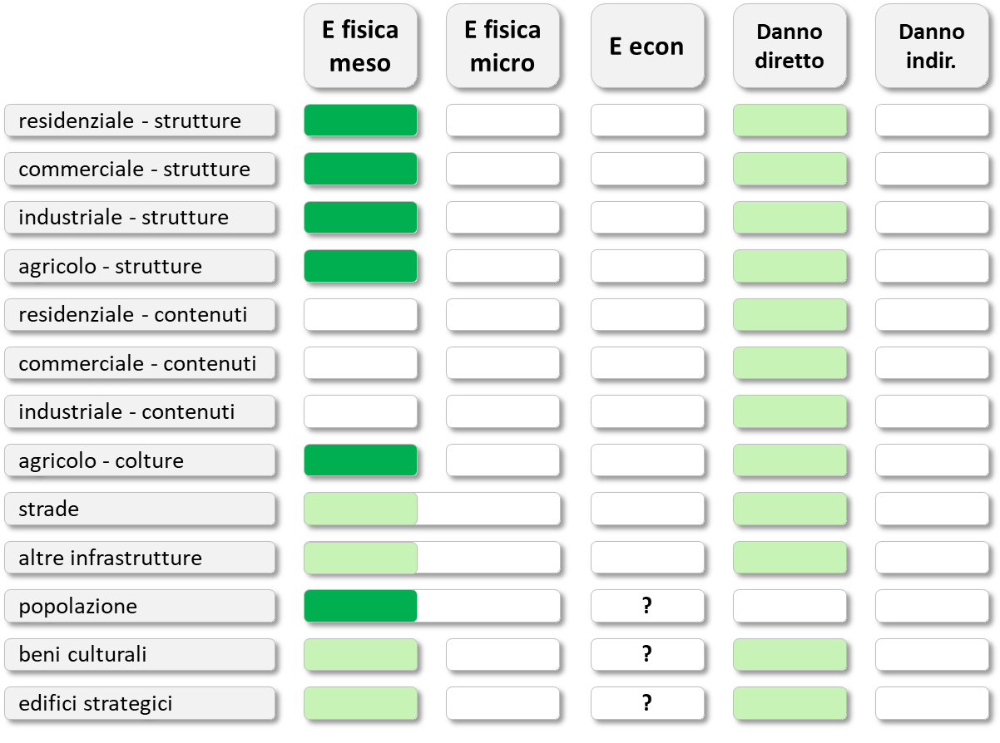 E fisica
meso
E fisica
micro
E econ
Danno
diretto
Danno
indir.
residenziale - strutture
commerciale - strutture
industriale - strutture
agricolo - strutture
residenziale - contenuti
commerciale - contenuti
industriale - contenuti
agricolo - colture
strade
altre infrastrutture
popolazione
?
beni culturali
?
edifici strategici
?